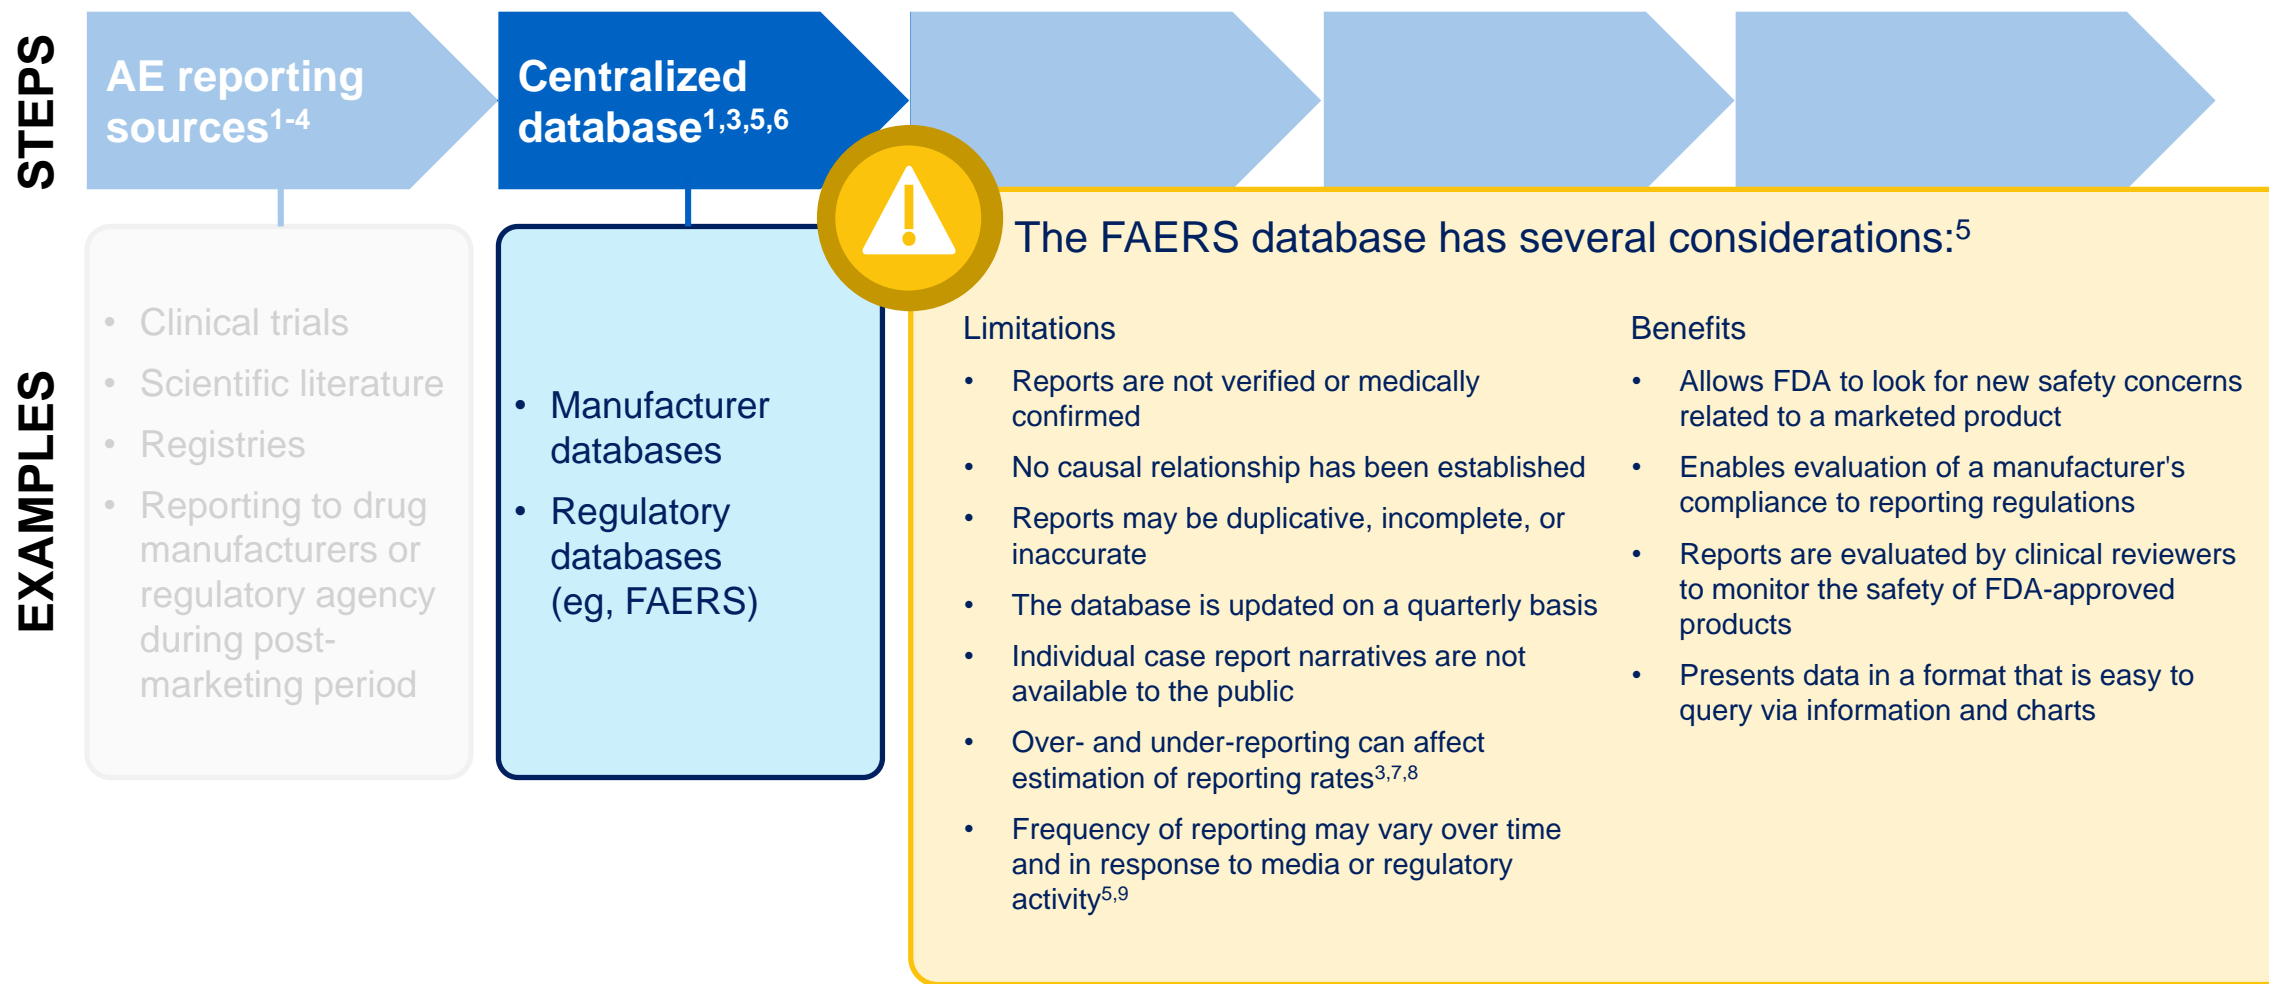 STEPS
AE reporting
sources1-4
Centralized
database1,3,5,6
EXAMPLES
• Clinical trials
• Scientific literature
• Registries
• Reporting to drug
manufacturers or
regulatory agency
during post-
marketing period
• Manufacturer
databases
• Regulatory
databases
(eg, FAERS)
The FAERS database has several considerations:5
Limitations
• Reports are not verified or medically
confirmed
• No causal relationship has been established
• Reports may be duplicative, incomplete, or
inaccurate
• The database is updated on a quarterly basis
• Individual case report narratives are not
available to the public
• Over- and under-reporting can affect
estimation of reporting rates3,7,8
• Frequency of reporting may vary over time
and in response to media or regulatory
activity5,9
Benefits
• Allows FDA to look for new safety concerns
related to a marketed product
• Enables evaluation of a manufacturer's
compliance to reporting regulations
• Reports are evaluated by clinical reviewers
to monitor the safety of FDA-approved
products
• Presents data in a format that is easy to
query via information and charts